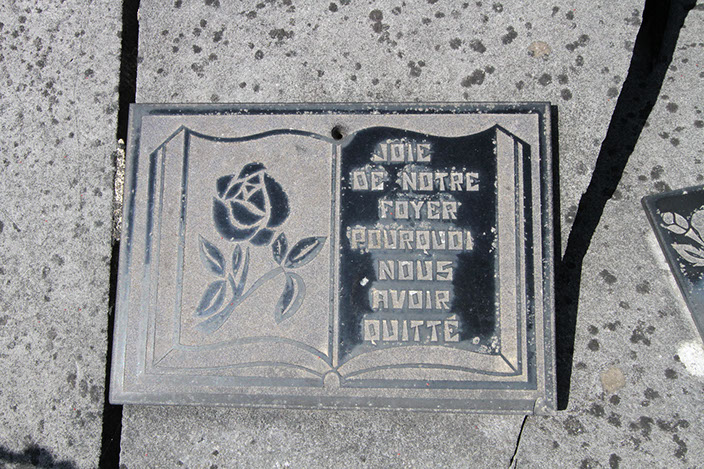 JOIE
DE NOTRE
FOYER
POURQUOI
NOUS
AVOIR
QUITTÉ